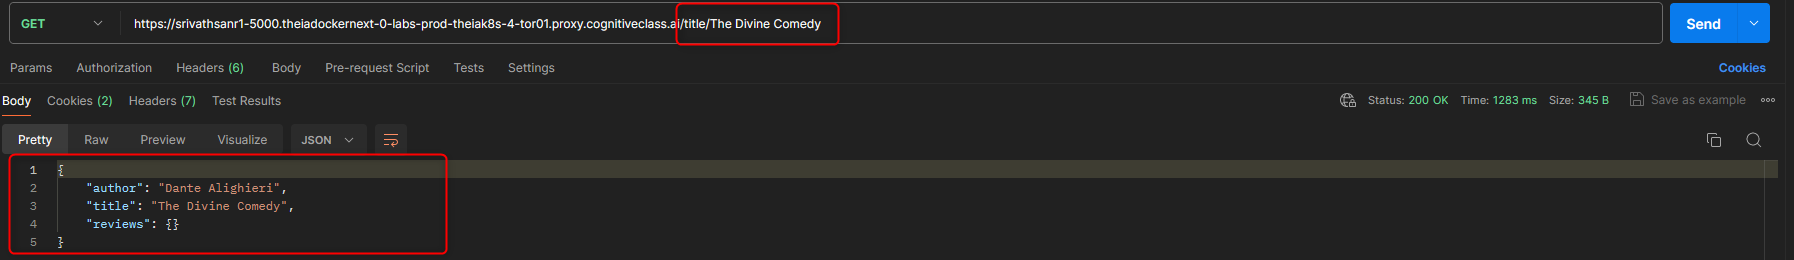 GET https://srivathsanr1-5000.theiadockernext-0-labs-prod-theiak8s-4-tor01.proxy.cognitiveclass.ai/title/The Divine Comedy Send
Params Authorization Headers (6) Body Pre-request Script Tests Settings Cookies
Body Cookies (2) Headers (7) Test Results Status: 200 OK Time: 1283 ms Size: 345 B Save as example
Pretty Raw Preview Visualize JSON
1 {
2 "author": "Dante Alighieri",
3 "title": "The Divine Comedy",
4 "reviews": {}
5 }